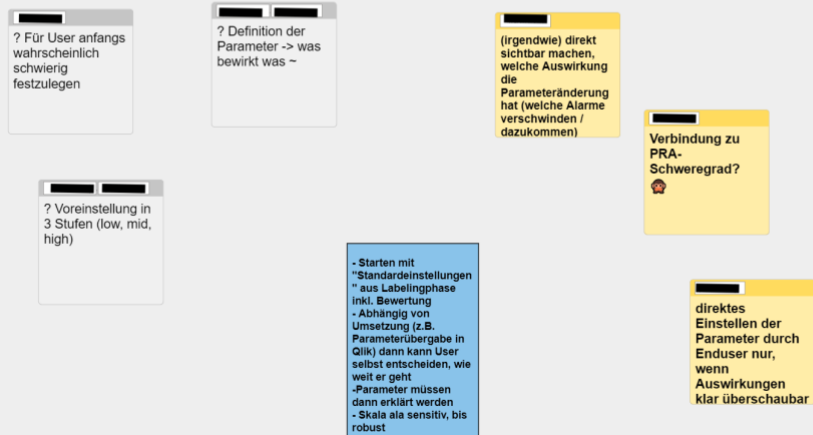 ? Für User anfangs
wahrscheinlich
schwierig
festzulegen
? Definition der
Parameter -> was
bewirkt was ~
(irgendwie) direkt
sichtbar machen,
welche Auswirkung
die
Parameteränderung
hat (welche Alarme
verschwinden /
dazukommen)
Verbindung zu
PRA-
Schweregrad?
? Voreinstellung in
3 Stufen (low, mid,
high)
- Starten mit
"Standardeinstellungen
" aus Labelingphase
inkl. Bewertung
- Abhängig von
Umsetzung (z.B.
Parameterübergabe in
Qlik) dann kann User
selbst entscheiden, wie
weit er geht
-Parameter müssen
dann erklärt werden
- Skala ala sensitiv, bis
robust
direktes
Einstellen der
Parameter durch
Enduser nur,
wenn
Auswirkungen
klar überschaubar